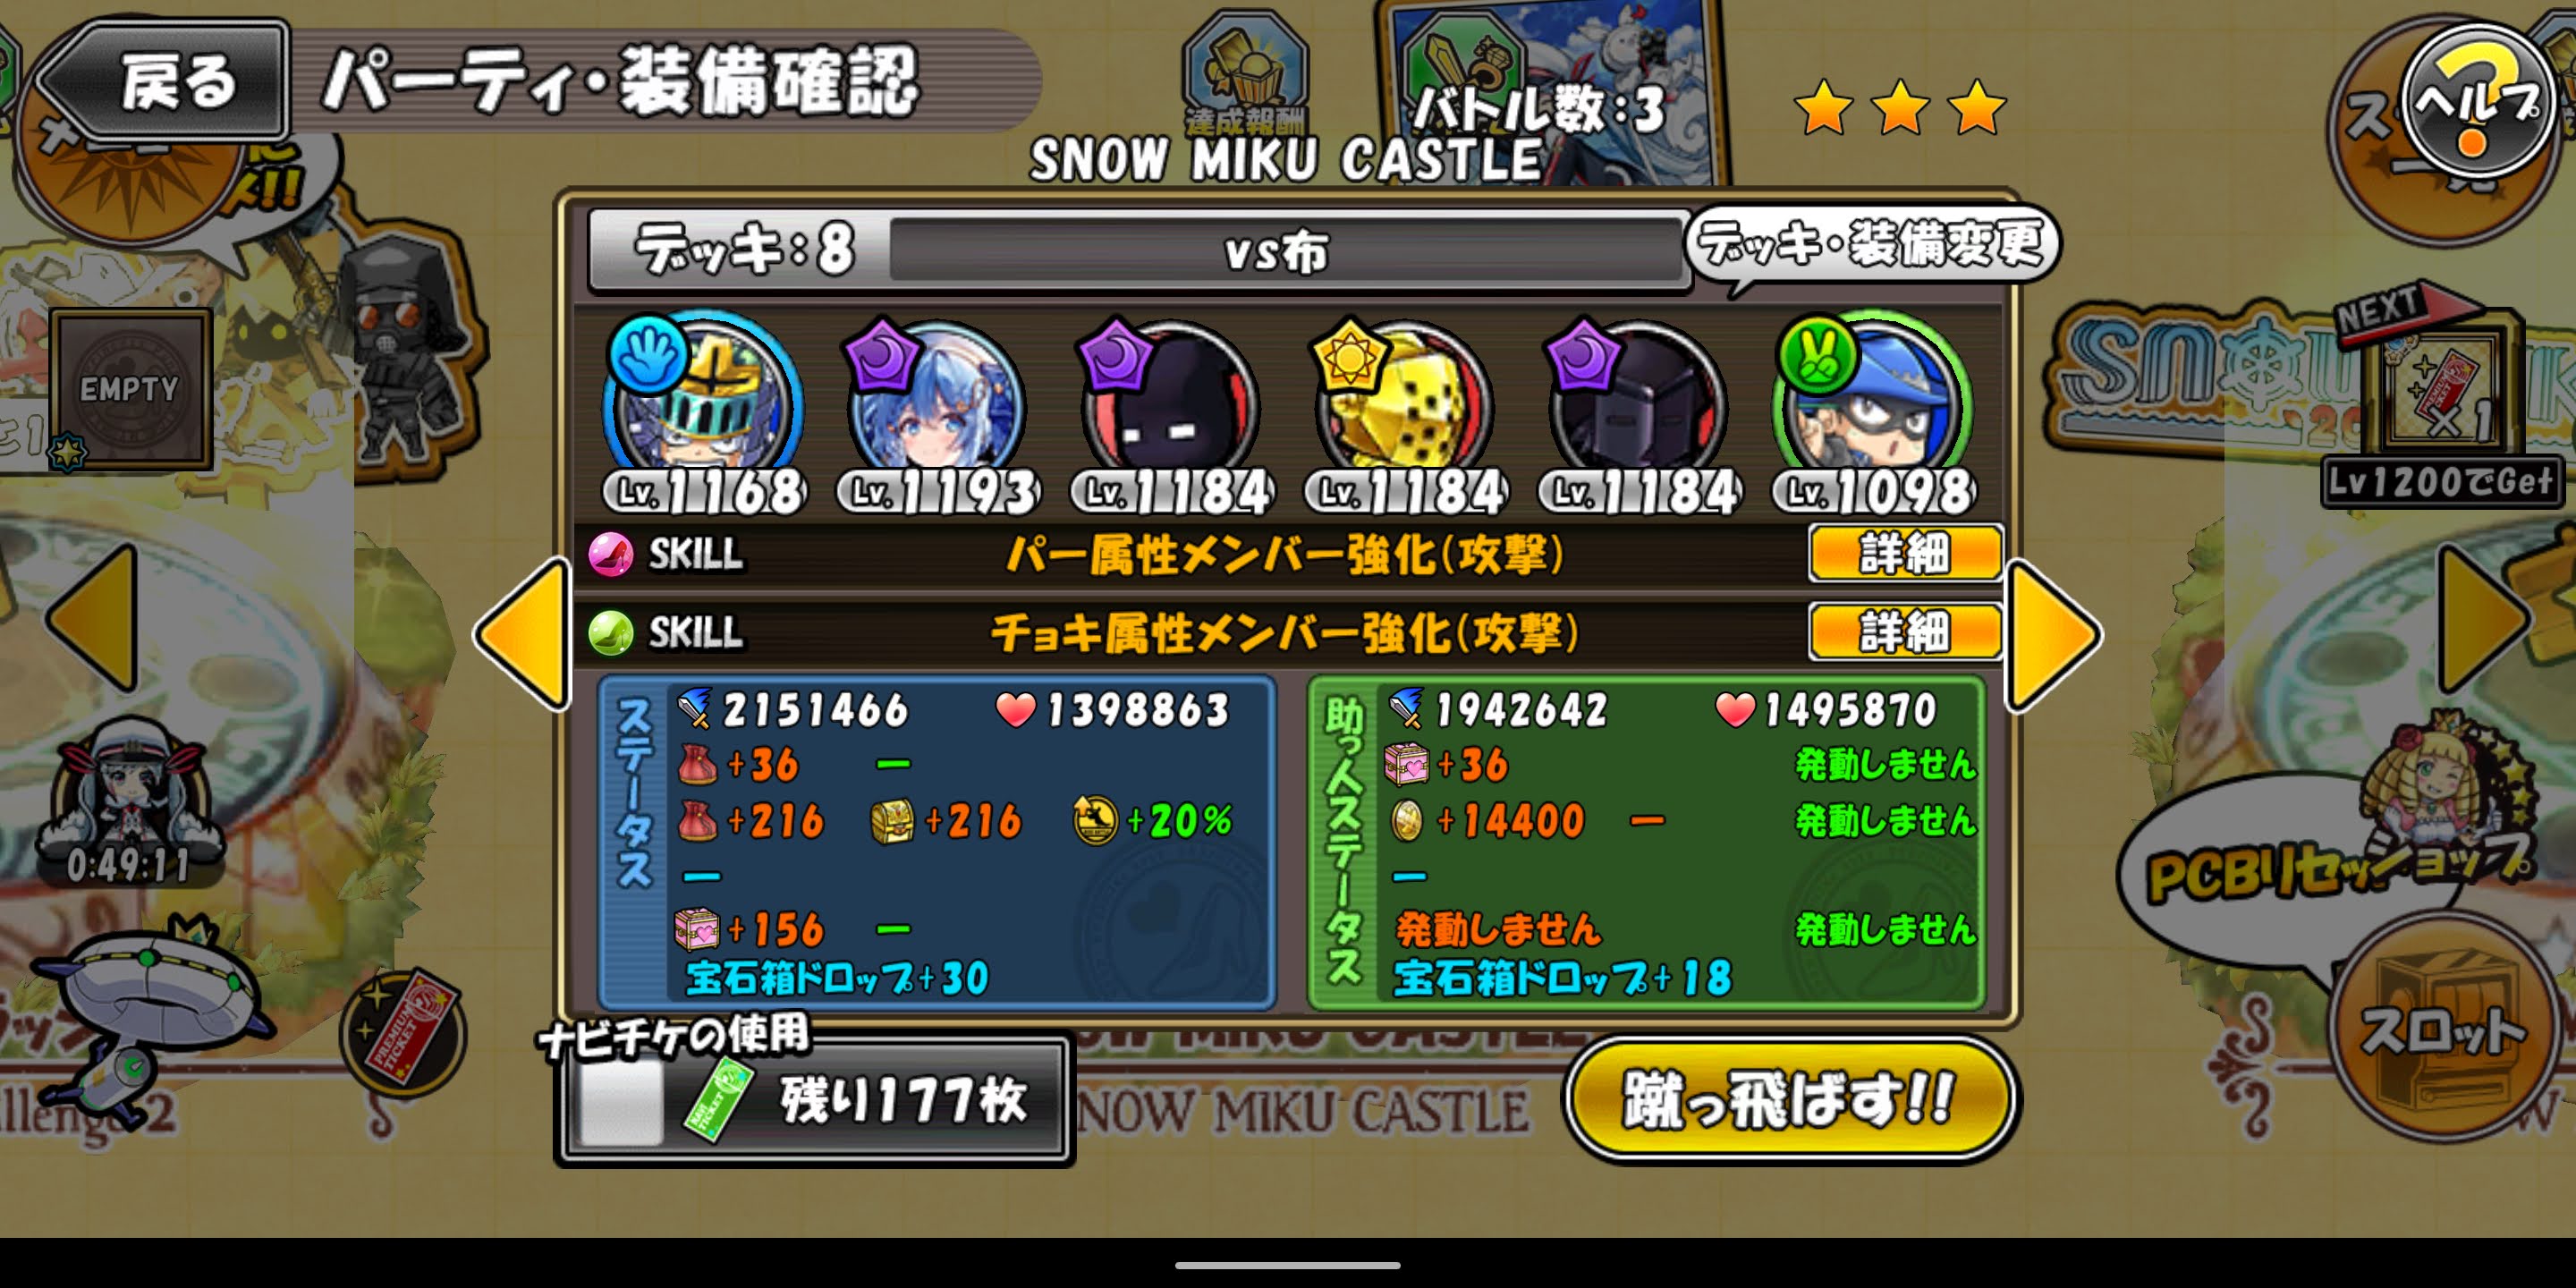 戻る
パーティ・装備確認
達成報酬
バトル数:3
SNOW MIKU CASTLE
ヘルプ
デッキ:8
vs布
デッキ・装備変更
EMPTY
NEXT
PREMIUM TICKET
×1
Lv1200でGet
Lv.1168
Lv.1193
Lv.1184
Lv.1184
Lv.1184
Lv.1098
SKILL
パー属性メンバー強化(攻撃)
詳細
SKILL
チョキ属性メンバー強化(攻撃)
詳細
ステータス
2151466
1398863
+36
ー
+216
+216
+20%
ー
+156
ー
宝石箱ドロップ+30
助っ人ステータス
1942642
1495870
+36
発動しません
+14400
ー
発動しません
ー
発動しません
発動しません
宝石箱ドロップ+18
0:49:11
PCBリセッショップ
PREMIUM TICKET
ナビチケの使用
NAVI TICKET
残り177枚
蹴っ飛ばす!!
スロット
NOW MIKU CASTLE